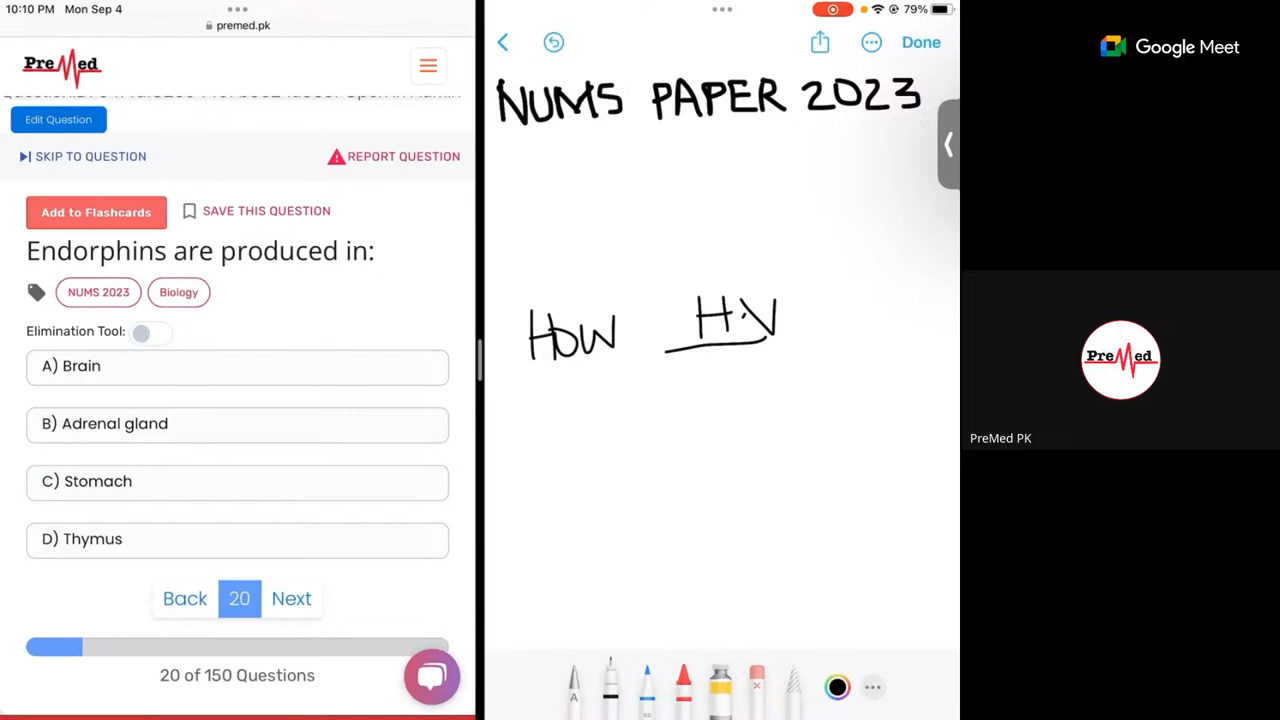 10:10 PM Mon Sep 4
premed.pk
PreMed
Edit Question
SKIP TO QUESTION
REPORT QUESTION
Add to Flashcards
SAVE THIS QUESTION
Endorphins are produced in:
NUMS 2023
Biology
Elimination Tool:
A) Brain
B) Adrenal gland
C) Stomach
D) Thymus
Back 20 Next
20 of 150 Questions
79%
Done
NUMS PAPER 2023
HOW
A
Google Meet
PreMed
PreMed PK